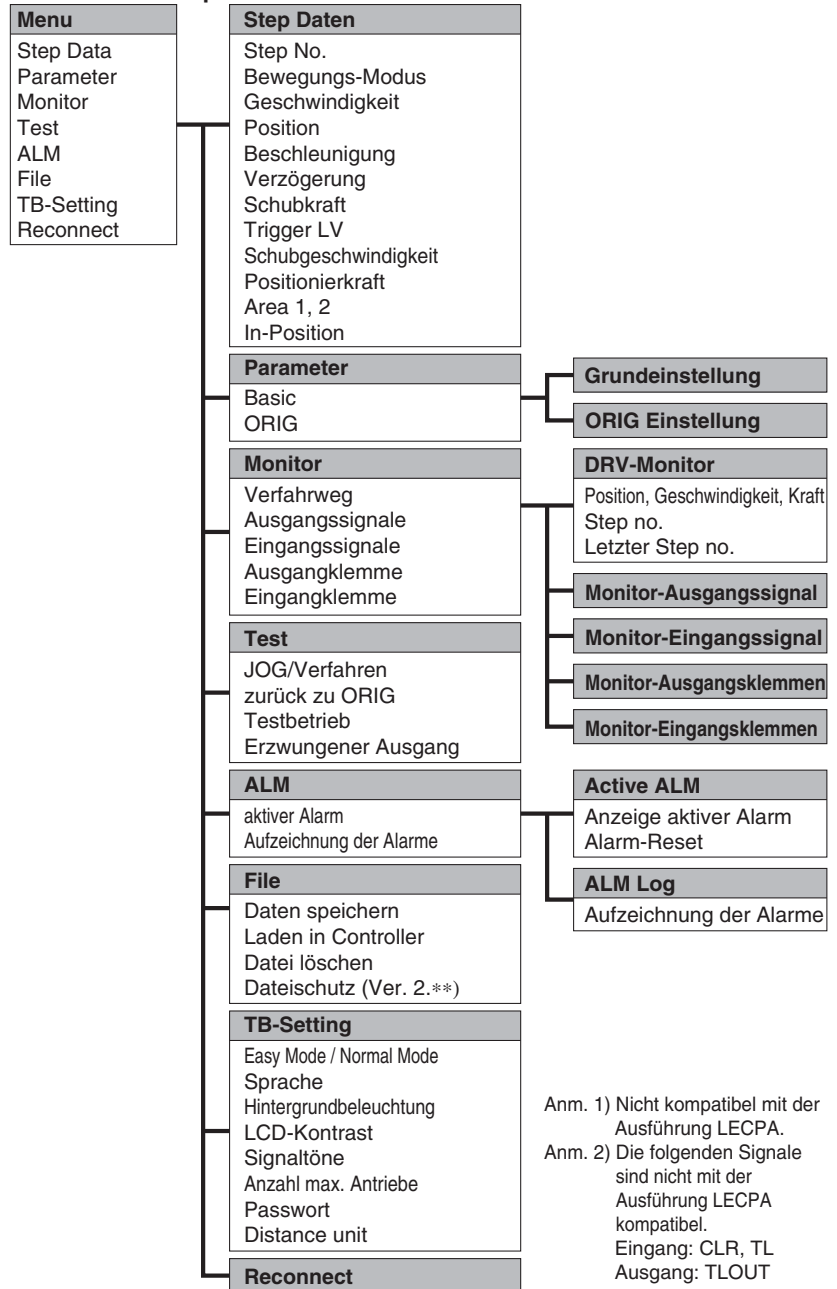 Menu
Step Data
Parameter
Monitor
Test
ALM
File
TB-Setting
Reconnect
Step Daten
Step No.
Bewegungs-Modus
Geschwindigkeit
Position
Beschleunigung
Verzögerung
Schubkraft
Trigger LV
Schubgeschwindigkeit
Positionierkraft
Area 1, 2
In-Position
Parameter
Basic
ORIG
Grundeinstellung
ORIG Einstellung
Monitor
Verfahrweg
Ausgangssignale
Eingangssignale
Ausgangklemme
Eingangklemme
DRV-Monitor
Position, Geschwindigkeit, Kraft
Step no.
Letzter Step no.
Monitor-Ausgangssignal
Monitor-Eingangssignal
Monitor-Ausgangsklemmen
Monitor-Eingangsklemmen
Test
JOG/Verfahren
zurück zu ORIG
Testbetrieb
Erzwungener Ausgang
ALM
aktiver Alarm
Aufzeichnung der Alarme
Active ALM
Anzeige aktiver Alarm
Alarm-Reset
ALM Log
Aufzeichnung der Alarme
File
Daten speichern
Laden in Controller
Datei löschen
Dateischutz (Ver. 2.**)
TB-Setting
Easy Mode / Normal Mode
Sprache
Hintergrundbeleuchtung
LCD-Kontrast
Signaltöne
Anzahl max. Antriebe
Passwort
Distance unit
Reconnect
Anm. 1) Nicht kompatibel mit der
Ausführung LECPA.
Anm. 2) Die folgenden Signale
sind nicht mit der
Ausführung LECPA
kompatibel.
Eingang: CLR, TL
Ausgang: TLOUT